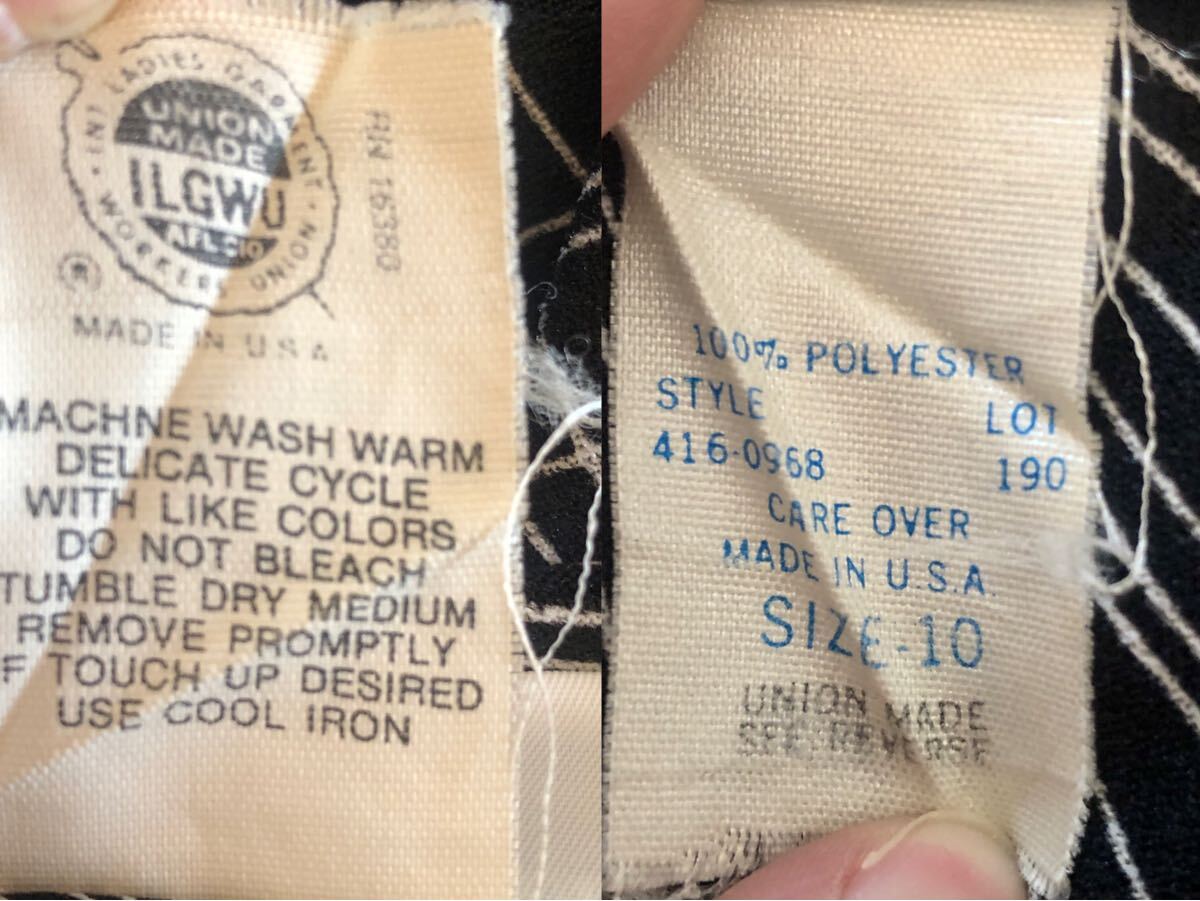 INT LADIES GARMENT WORKERS UNION
UNION
MADE
ILGWU
AFL-CIO
®
RN 16380
MADE IN U.S.A
MACHNE WASH WARM
DELICATE CYCLE
WITH LIKE COLORS
DO NOT BLEACH
TUMBLE DRY MEDIUM
REMOVE PROMPTLY
F TOUCH UP DESIRED
USE COOL IRON
100% POLYESTER
STYLE LOT
416-0968 190
CARE OVER
MADE IN U.S.A.
SIZE-10
UNION MADE
SEE REVERSE